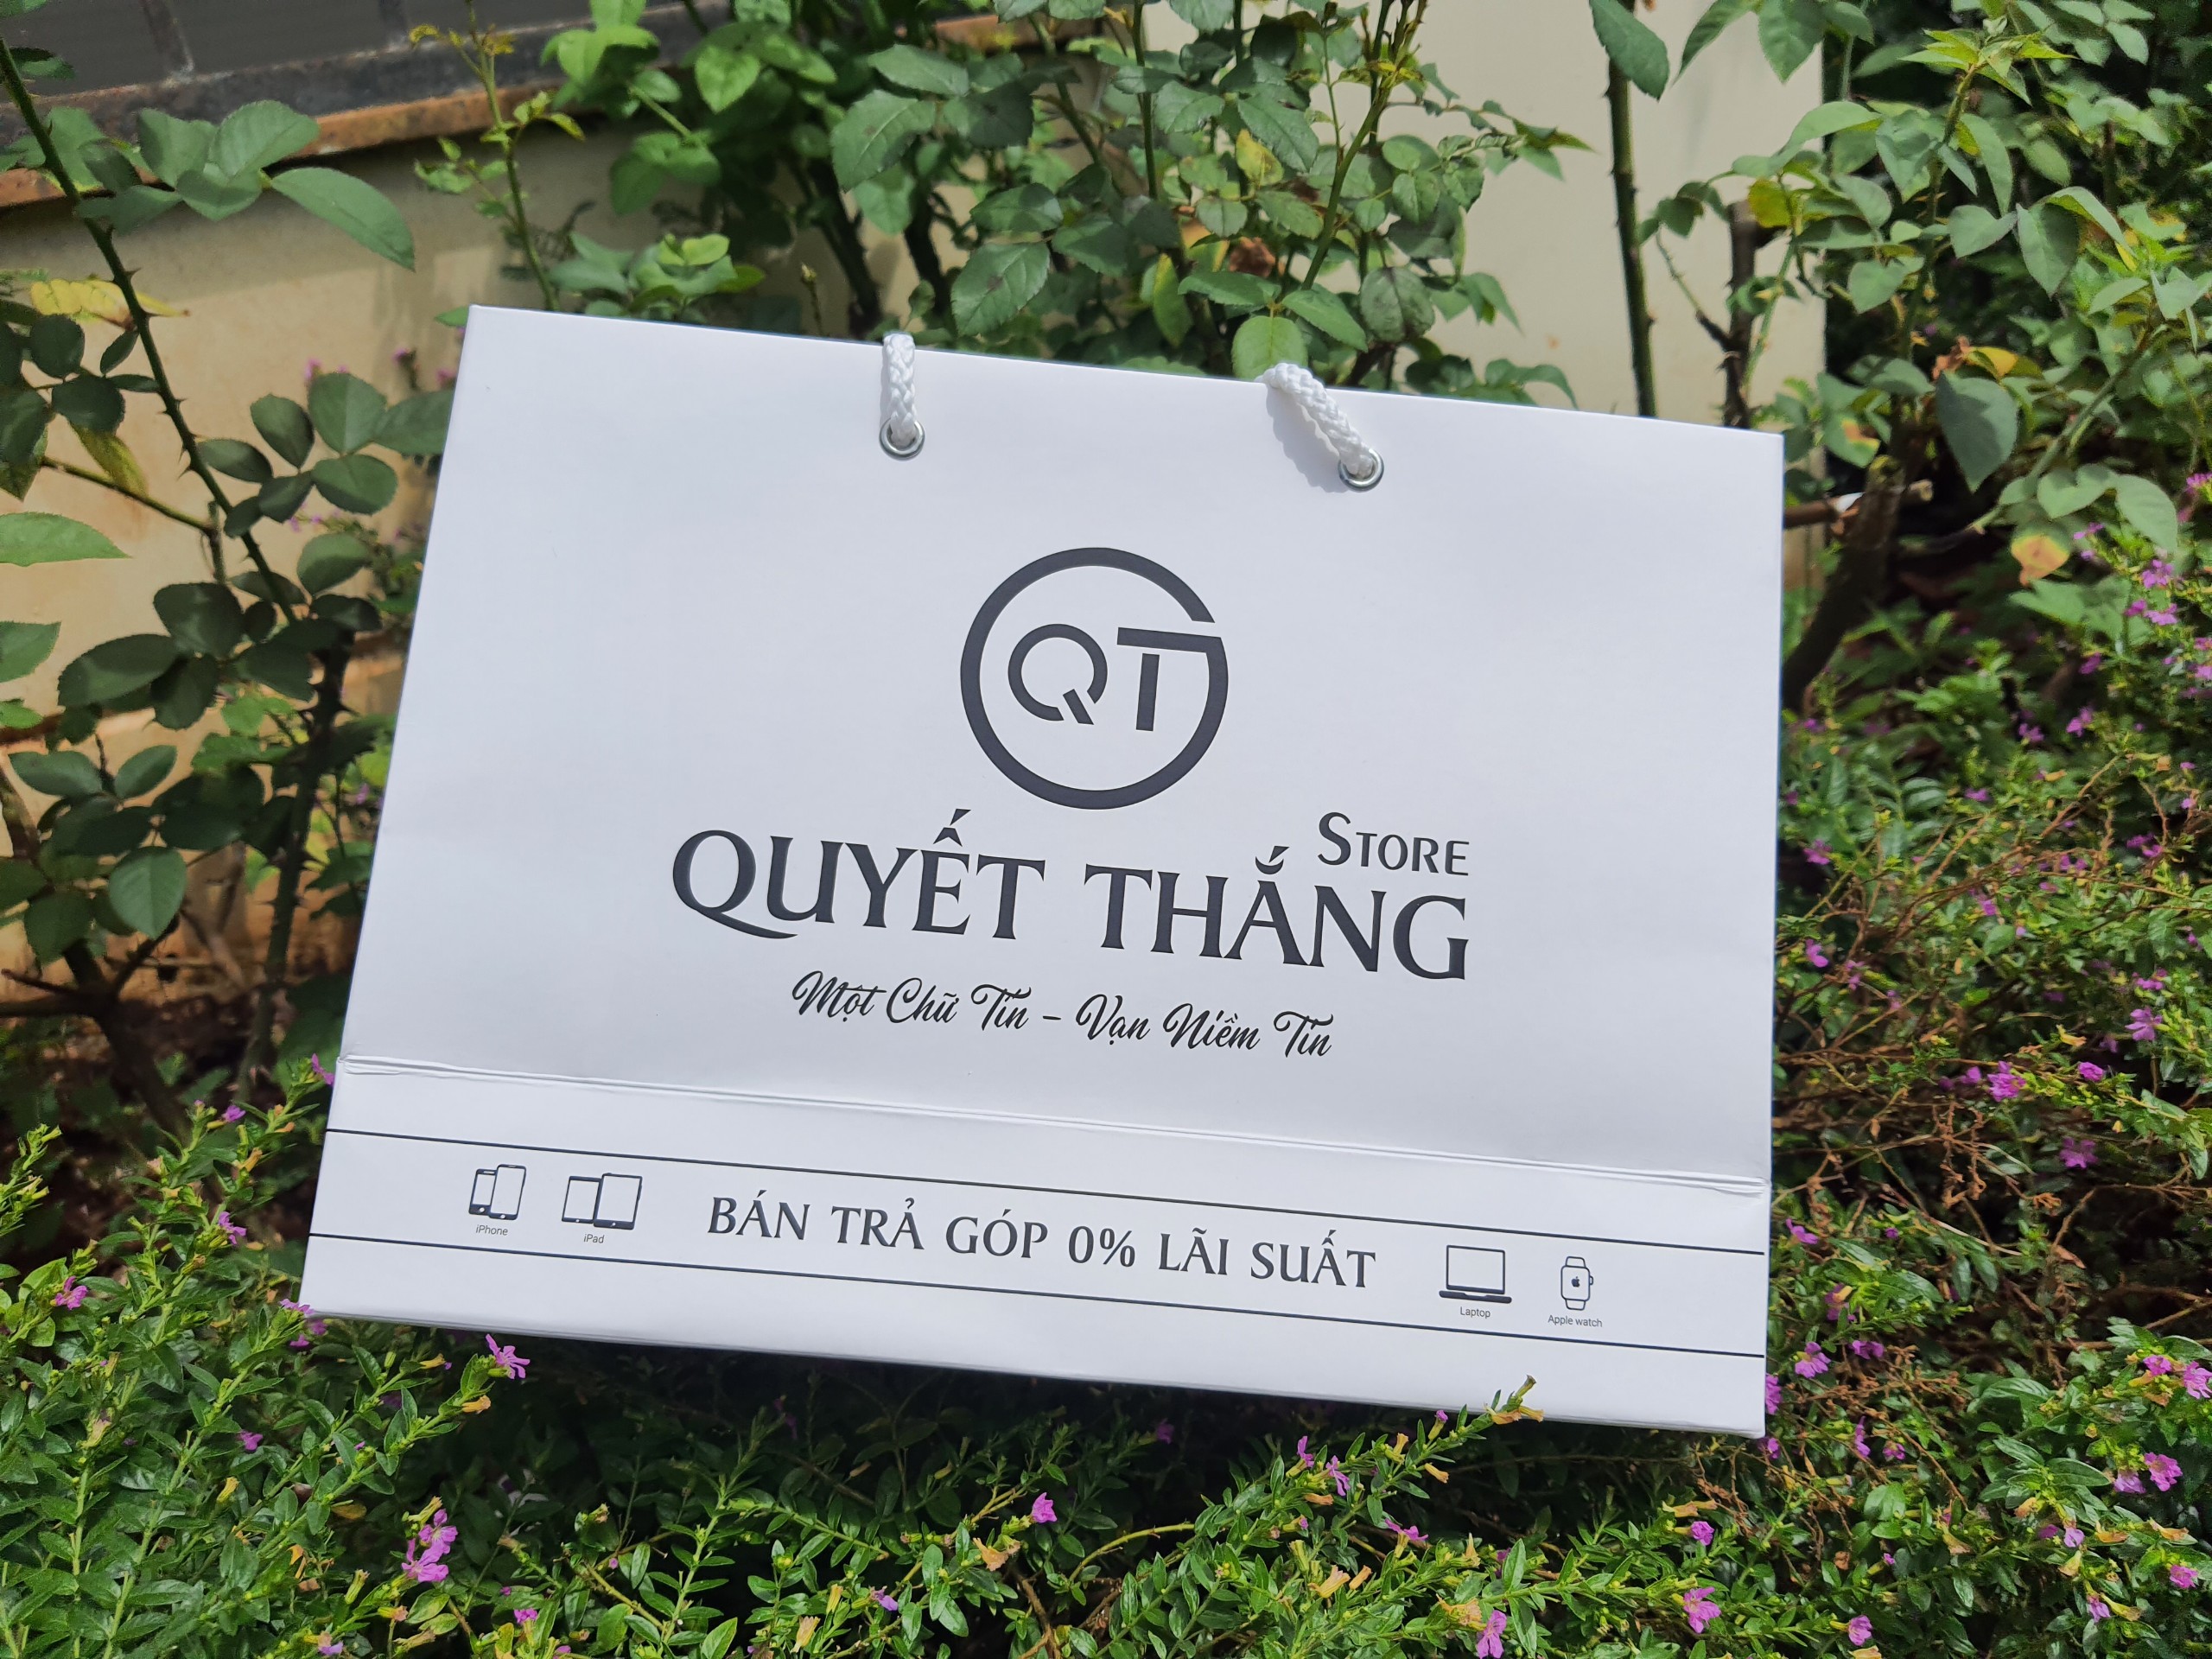 QT
STORE
QUYẾT THẮNG
Một Chữ Tín - Vạn Niềm Tin
BÁN TRẢ GÓP 0% LÃI SUẤT
iPhone
iPad
Laptop
Apple watch